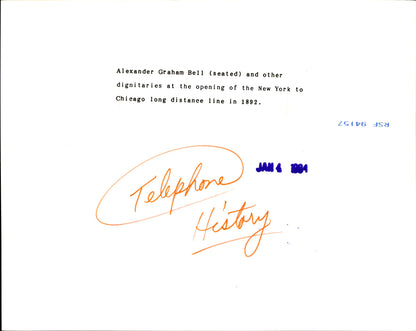 Alexander Graham Bell (seated) and other
dignitaries at the opening of the New York to
Chicago long distance line in 1892.
RSF 94157
JAN 4 1994
Telephone
History